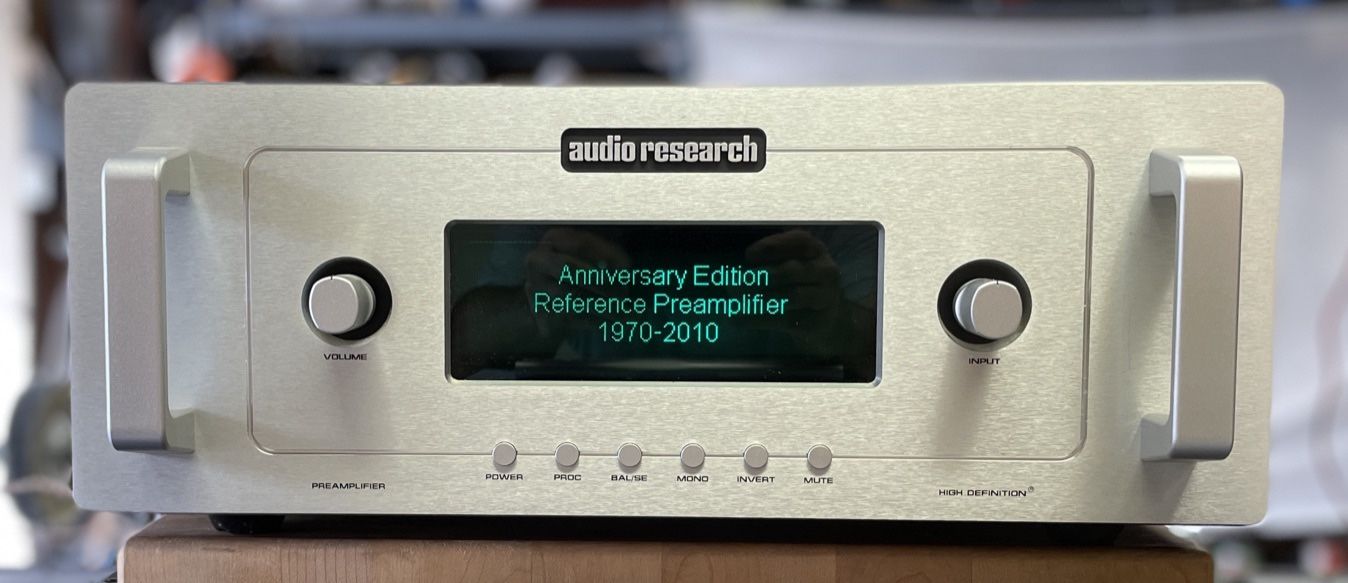 audio research
Anniversary Edition
Reference Preamplifier
1970-2010
VOLUME
INPUT
POWER PROC BAL/SE MONO INVERT MUTE
PREAMPLIFIER
HIGH DEFINITION®